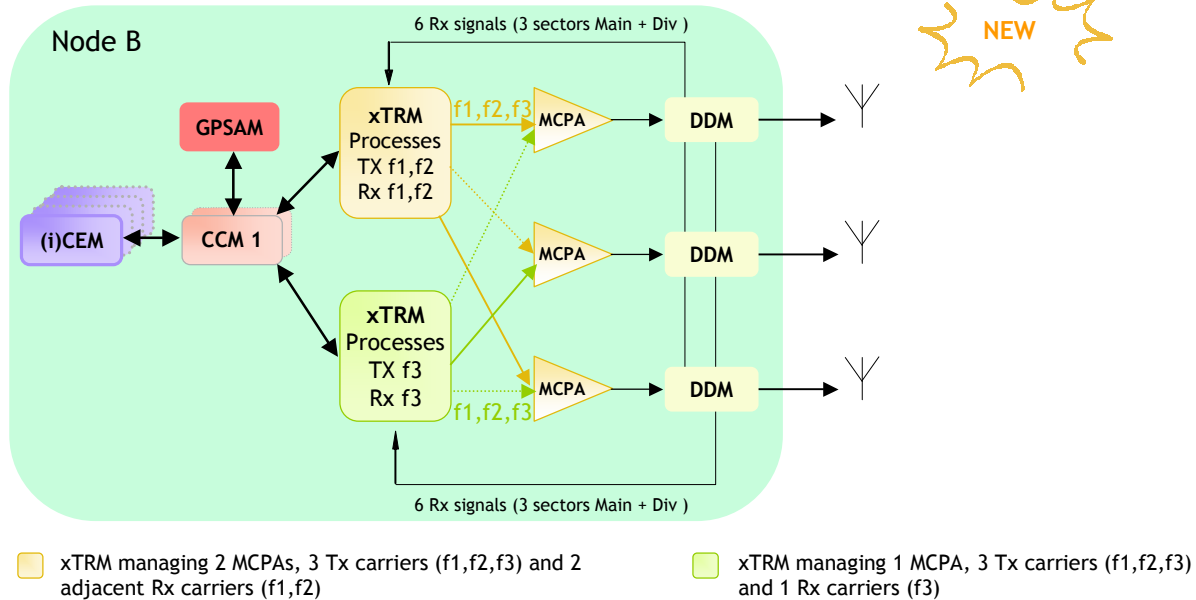 6 Rx signals (3 sectors Main + Div )
NEW
Node B
GPSAM
(i)CEM
CCM 1
xTRM
Processes
TX f1,f2
Rx f1,f2
f1,f2,f3
MCPA
DDM
MCPA
DDM
xTRM
Processes
TX f3
Rx f3
f1,f2,f3
MCPA
DDM
6 Rx signals (3 sectors Main + Div )
xTRM managing 2 MCPAs, 3 Tx carriers (f1,f2,f3) and 2
adjacent Rx carriers (f1,f2)
xTRM managing 1 MCPA, 3 Tx carriers (f1,f2,f3)
and 1 Rx carriers (f3)